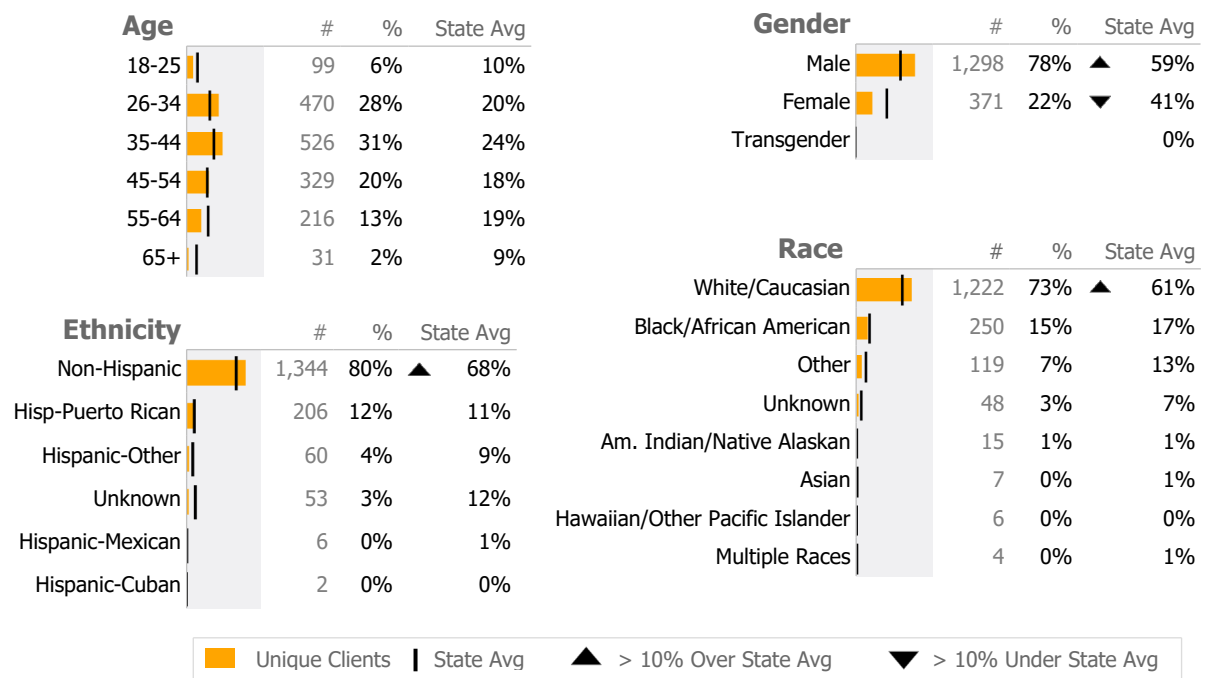 Age # % State Avg
18-25 99 6% 10%
26-34 470 28% 20%
35-44 526 31% 24%
45-54 329 20% 18%
55-64 216 13% 19%
65+ 31 2% 9%
Ethnicity # % State Avg
Non-Hispanic 1,344 80% ▲ 68%
Hisp-Puerto Rican 206 12% 11%
Hispanic-Other 60 4% 9%
Unknown 53 3% 12%
Hispanic-Mexican 6 0% 1%
Hispanic-Cuban 2 0% 0%
Gender # % State Avg
Male 1,298 78% ▲ 59%
Female 371 22% ▼ 41%
Transgender 0%
Race # % State Avg
White/Caucasian 1,222 73% ▲ 61%
Black/African American 250 15% 17%
Other 119 7% 13%
Unknown 48 3% 7%
Am. Indian/Native Alaskan 15 1% 1%
Asian 7 0% 1%
Hawaiian/Other Pacific Islander 6 0% 0%
Multiple Races 4 0% 1%
Unique Clients State Avg ▲ > 10% Over State Avg ▼ > 10% Under State Avg